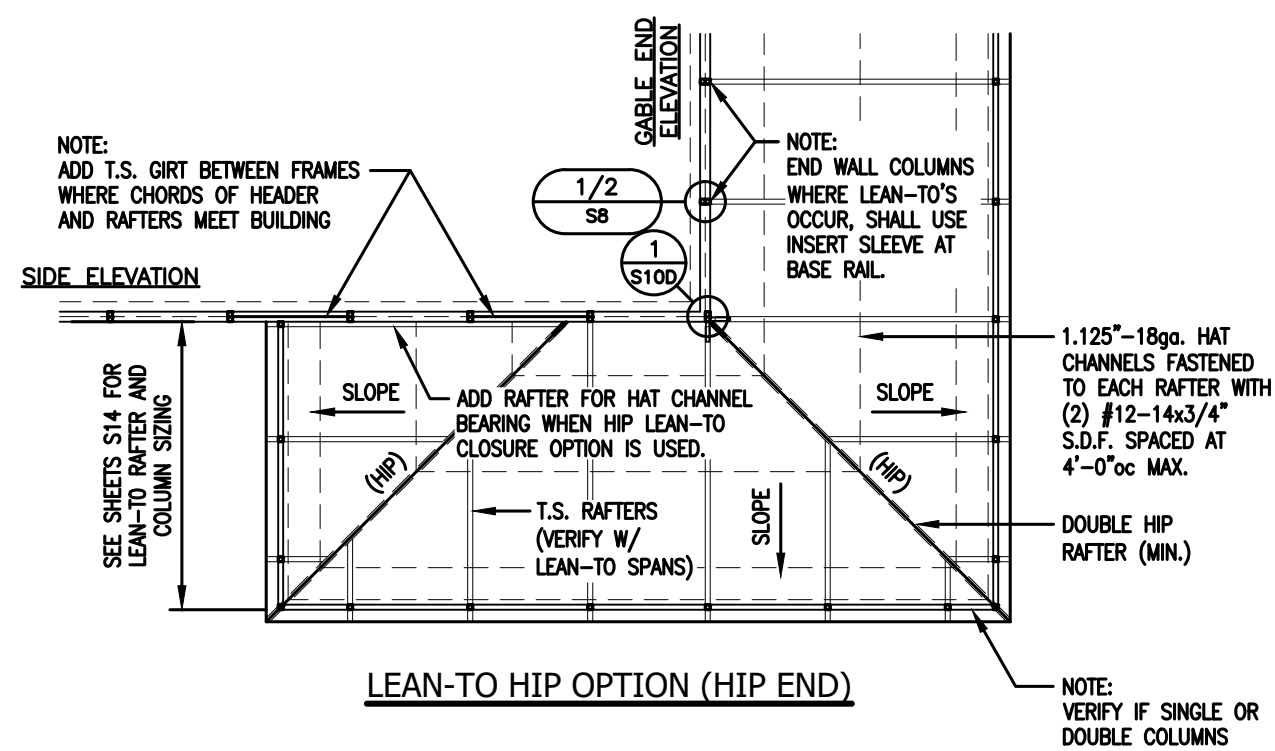 GABLE END
ELEVATION
NOTE:
ADD T.S. GIRT BETWEEN FRAMES
WHERE CHORDS OF HEADER
AND RAFTERS MEET BUILDING
1/2
S8
1
S10D
NOTE:
END WALL COLUMNS
WHERE LEAN-TO'S
OCCUR, SHALL USE
INSERT SLEEVE AT
BASE RAIL.
SIDE ELEVATION
SEE SHEETS S14 FOR
LEAN-TO RAFTER AND
COLUMN SIZING
SLOPE
ADD RAFTER FOR HAT CHANNEL
BEARING WHEN HIP LEAN-TO
CLOSURE OPTION IS USED.
SLOPE
1.125"-18ga. HAT
CHANNELS FASTENED
TO EACH RAFTER WITH
(2) #12-14x3/4"
S.D.F. SPACED AT
4'-0"oc MAX.
(HIP)
(HIP)
T.S. RAFTERS
(VERIFY W/
LEAN-TO SPANS)
SLOPE
DOUBLE HIP
RAFTER (MIN.)
LEAN-TO HIP OPTION (HIP END)
NOTE:
VERIFY IF SINGLE OR
DOUBLE COLUMNS